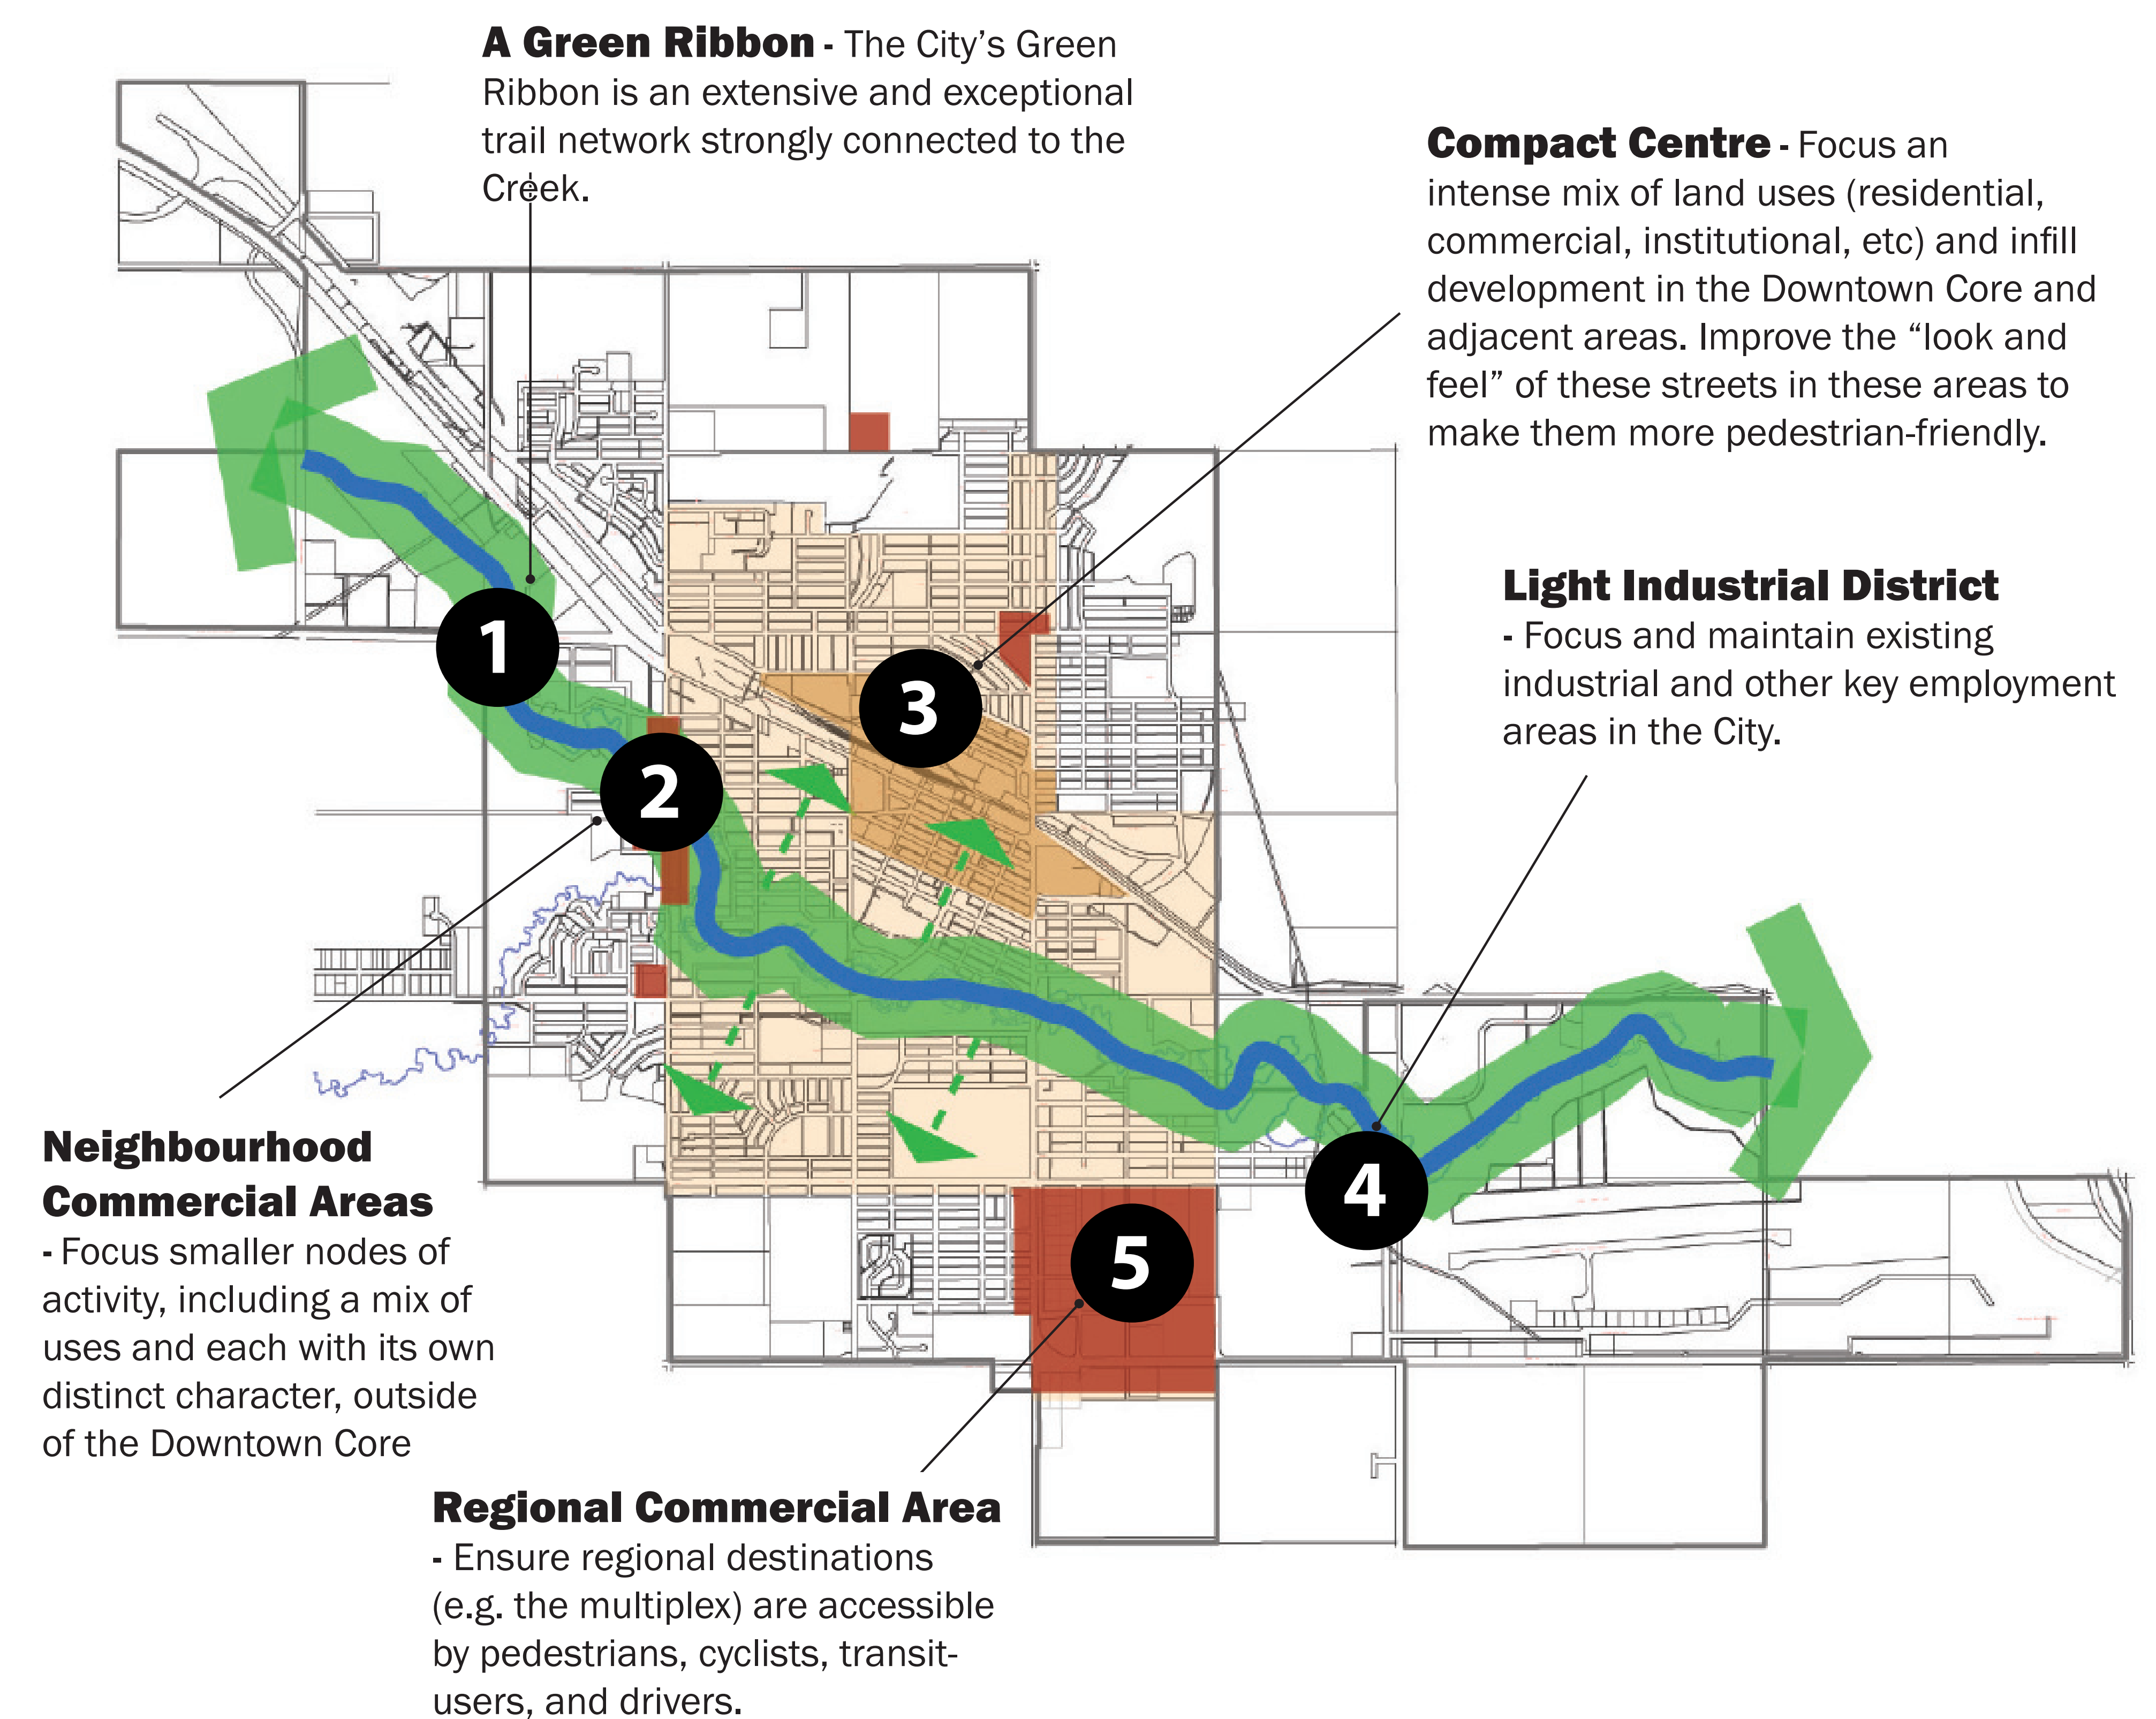 A Green Ribbon - The City’s Green
Ribbon is an extensive and exceptional
trail network strongly connected to the
Creek.
Compact Centre - Focus an
intense mix of land uses (residential,
commercial, institutional, etc) and infill
development in the Downtown Core and
adjacent areas. Improve the “look and
feel” of these streets in these areas to
make them more pedestrian-friendly.
Light Industrial District
- Focus and maintain existing
industrial and other key employment
areas in the City.
1
2
3
4
5
Neighbourhood
Commercial Areas
- Focus smaller nodes of
activity, including a mix of
uses and each with its own
distinct character, outside
of the Downtown Core
Regional Commercial Area
- Ensure regional destinations
(e.g. the multiplex) are accessible
by pedestrians, cyclists, transit-
users, and drivers.